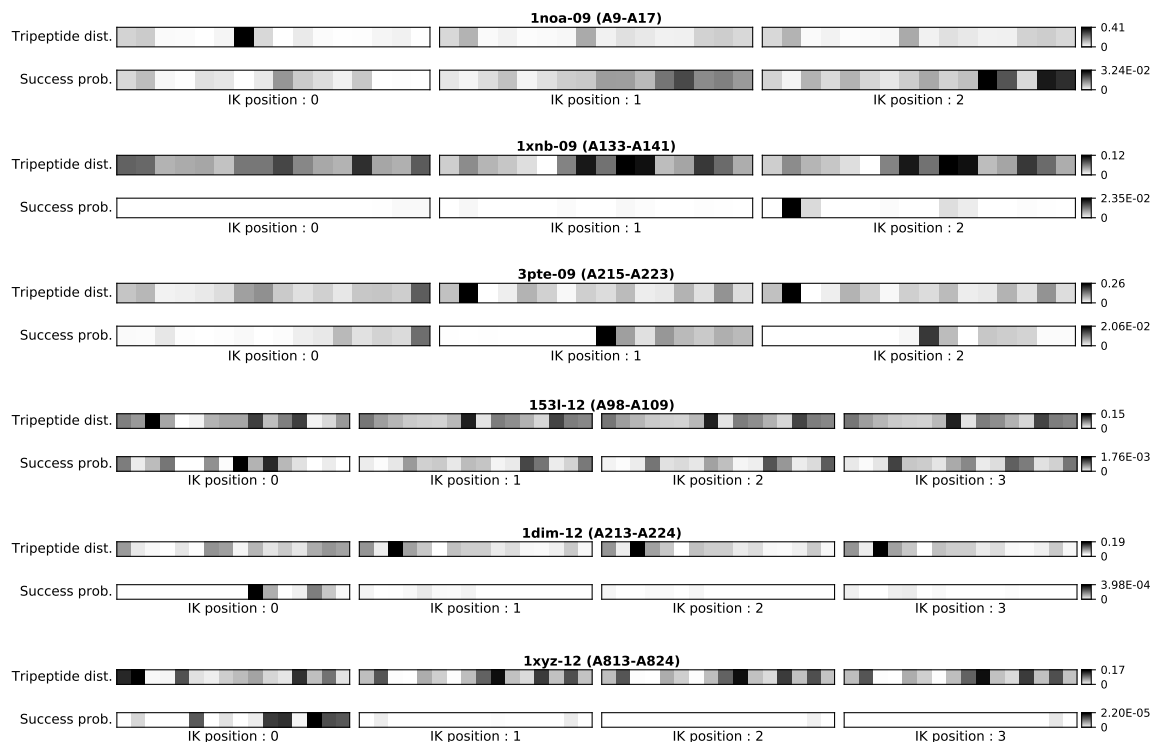 1noa-09 (A9-A17)
Tripeptide dist.
0.41
0
Success prob.
3.24E-02
0
IK position : 0
IK position : 1
IK position : 2
1xnb-09 (A133-A141)
Tripeptide dist.
0.12
0
Success prob.
2.35E-02
0
IK position : 0
IK position : 1
IK position : 2
3pte-09 (A215-A223)
Tripeptide dist.
0.26
0
Success prob.
2.06E-02
0
IK position : 0
IK position : 1
IK position : 2
153l-12 (A98-A109)
Tripeptide dist.
0.15
0
Success prob.
1.76E-03
0
IK position : 0
IK position : 1
IK position : 2
IK position : 3
1dim-12 (A213-A224)
Tripeptide dist.
0.19
0
Success prob.
3.98E-04
0
IK position : 0
IK position : 1
IK position : 2
IK position : 3
1xyz-12 (A813-A824)
Tripeptide dist.
0.17
0
Success prob.
2.20E-05
0
IK position : 0
IK position : 1
IK position : 2
IK position : 3